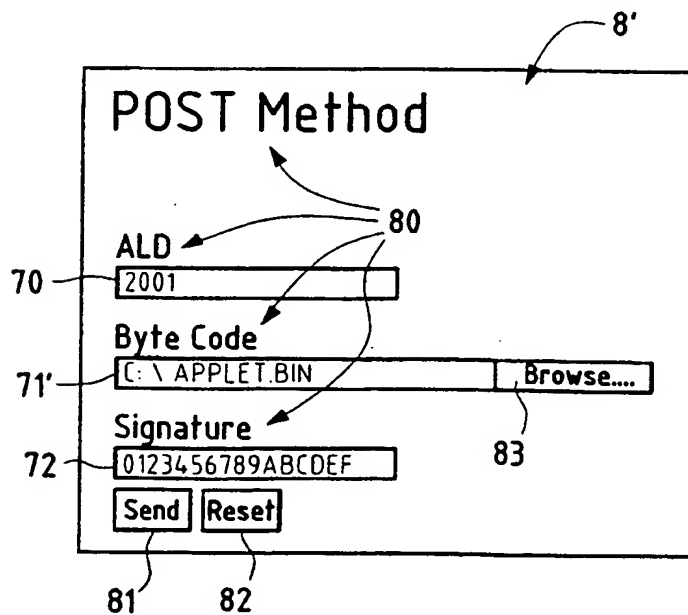 8'
POST Method
80
ALD
70
2001
Byte Code
71'
C:\ APPLET.BIN
Browse....
83
Signature
72
0123456789ABCDEF
Send
Reset
81
82